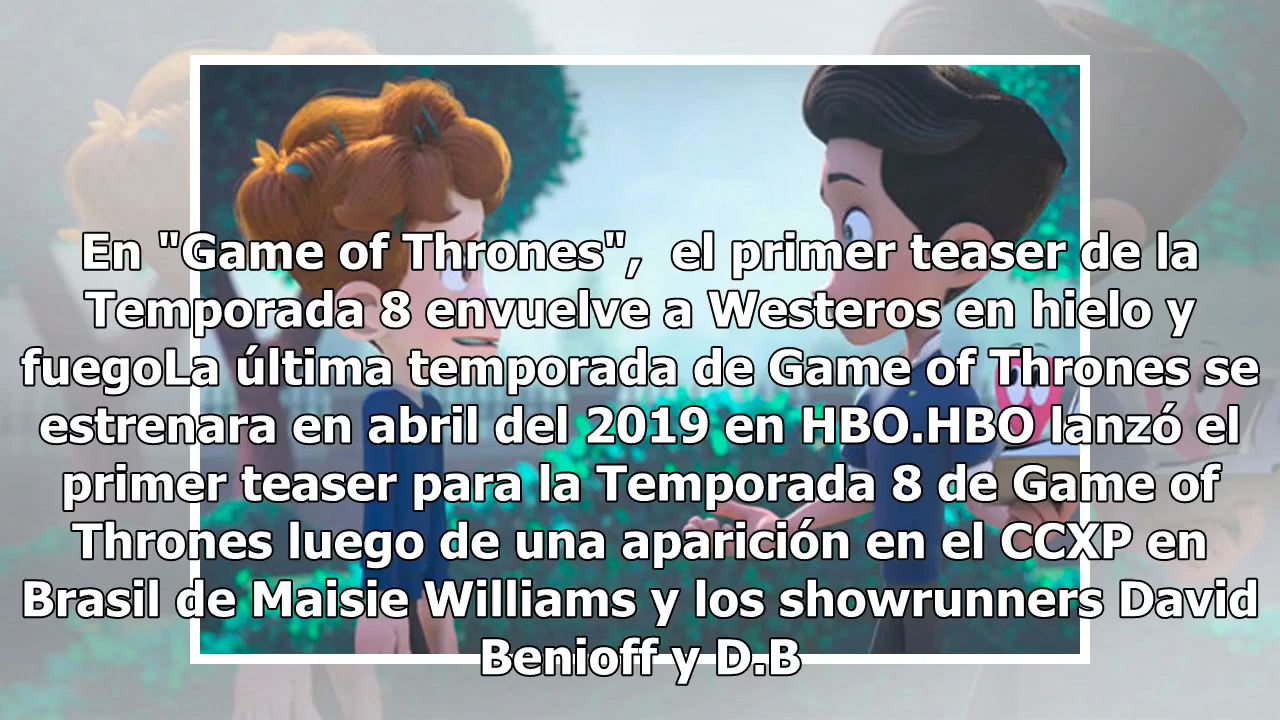 En "Game of Thrones",  el primer teaser de la
Temporada 8 envuelve a Westeros en hielo y
fuegoLa última temporada de Game of Thrones se
estrenara en abril del 2019 en HBO.HBO lanzó el
primer teaser para la Temporada 8 de Game of
Thrones luego de una aparición en el CCXP en
Brasil de Maisie Williams y los showrunners David
Benioff y D.B